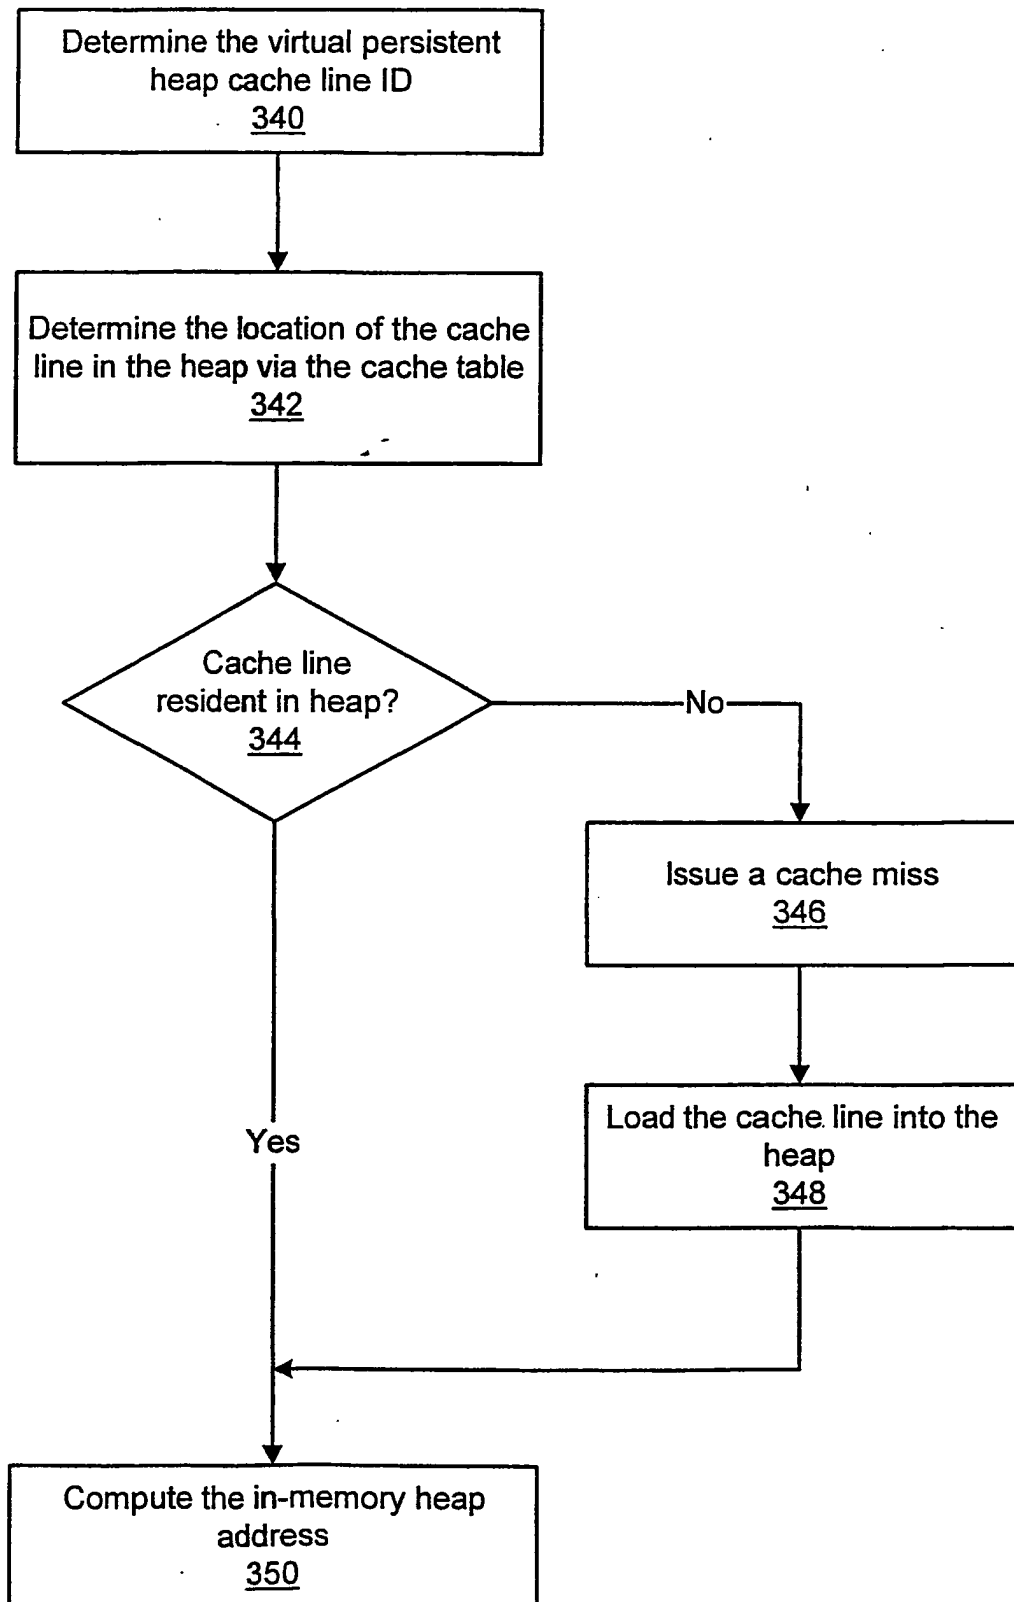 Determine the virtual persistent
heap cache line ID
340
Determine the location of the cache
line in the heap via the cache table
342
Cache line
resident in heap?
344
No
Issue a cache miss
346
Load the cache line into the
heap
348
Yes
Compute the in-memory heap
address
350